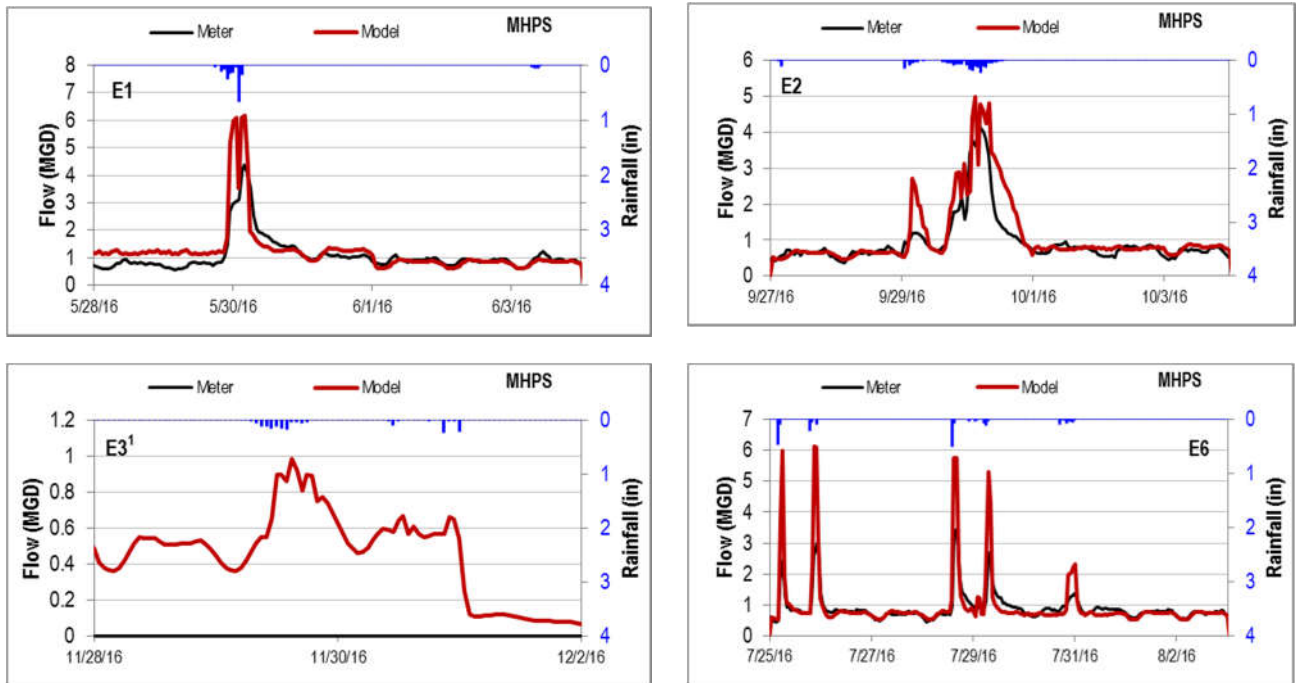 Meter Model MHPS
E1
Flow (MGD)
8
7
6
5
4
3
2
1
0
Rainfall (in)
0
1
2
3
4
5/28/16 5/30/16 6/1/16 6/3/16
Meter Model MHPS
E2
Flow (MGD)
6
5
4
3
2
1
0
Rainfall (in)
0
1
2
3
4
9/27/16 9/29/16 10/1/16 10/3/16
Meter Model MHPS
E3¹
Flow (MGD)
1.2
1
0.8
0.6
0.4
0.2
0
Rainfall (in)
0
1
2
3
4
11/28/16 11/30/16 12/2/16
Meter Model MHPS
E6
Flow (MGD)
7
6
5
4
3
2
1
0
Rainfall (in)
0
1
2
3
4
7/25/16 7/27/16 7/29/16 7/31/16 8/2/16